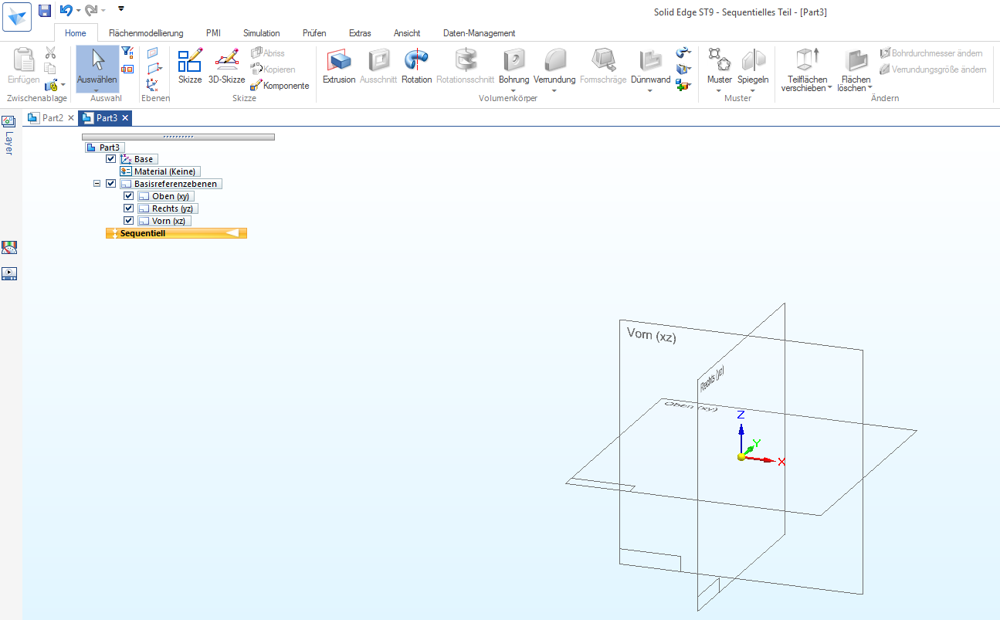 Solid Edge ST9 - Sequentielles Teil - [Part3]
Home Flächenmodellierung PMI Simulation Prüfen Extras Ansicht Daten-Management
Einfügen
Zwischenablage
Auswählen
Auswahl
Ebenen
Skizze
3D-Skizze
Abriss
Kopieren
Komponente
Skizze
Extrusion
Ausschnitt
Rotation
Rotationsschnitt
Bohrung
Verrundung
Formschräge
Dünnwand
Volumenkörper
Muster
Spiegeln
Muster
Teilflächen
verschieben
Flächen
löschen
Bohrdurchmesser ändern
Verrundungsgröße ändern
Ändern
Part2
Part3
Layer
Part3
Base
Material (Keine)
Basisreferenzebenen
Oben (xy)
Rechts (yz)
Vorn (xz)
Sequentiell
Vorn (xz)
Rechts (yz)
Oben (xy)
Z
Y
X